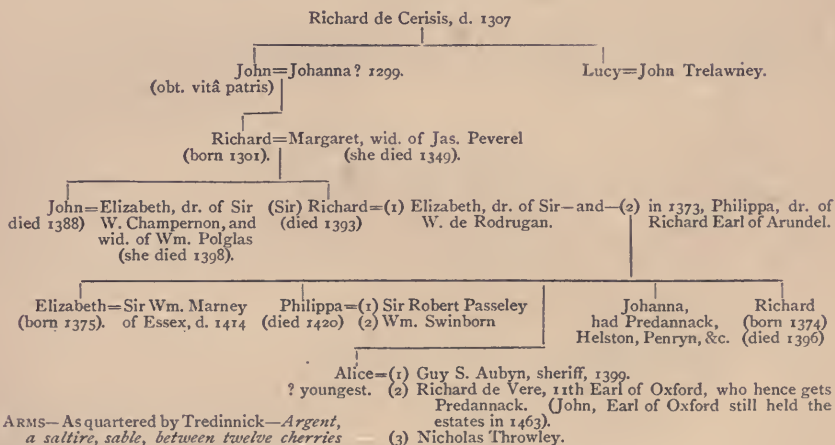 Richard de Cerisis, d. 1307
John=Johanna? 1299.
(obt. vitâ patris)
Lucy=John Trelawney.
Richard=Margaret, wid. of Jas. Peverel
(born 1301). (she died 1349).
John=Elizabeth, dr. of Sir
died 1388) W. Champernon, and
wid. of Wm. Polglas
(she died 1398).
(Sir) Richard=(1) Elizabeth, dr. of Sir—and—(2) in 1373, Philippa, dr. of
(died 1393) W. de Rodrugan. Richard Earl of Arundel.
Elizabeth=Sir Wm. Marney
(born 1375). of Essex, d. 1414
Philippa=(1) Sir Robert Passeley
(died 1420) (2) Wm. Swinborn
Johanna,
had Predannack,
Helston, Penryn, &c.
Richard
(born 1374)
(died 1396)
Alice=(1) Guy S. Aubyn, sheriff, 1399.
? youngest. (2) Richard de Vere, 11th Earl of Oxford, who hence gets
Predannack. (John, Earl of Oxford still held the
estates in 1463).
(3) Nicholas Throwley.
ARMS—As quartered by Tredinnick—Argent,
a saltire, sable, between twelve cherries